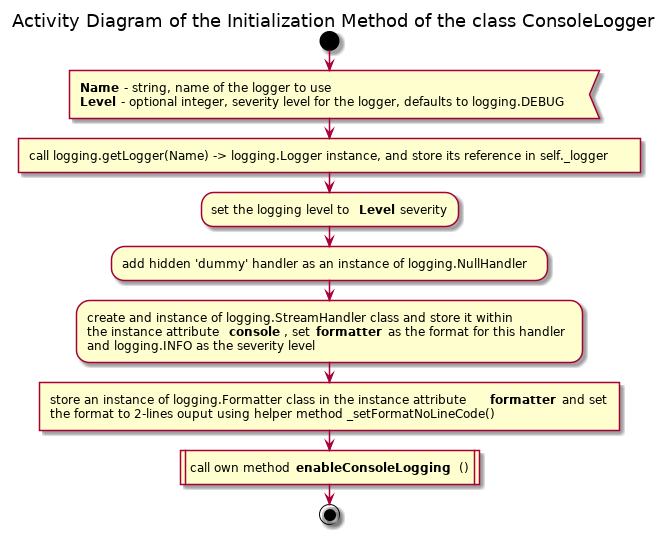 Activity Diagram of the Initialization Method of the class ConsoleLogger
Name - string, name of the logger to use
Level - optional integer, severity level for the logger, defaults to logging.DEBUG
call logging.getLogger(Name) -> logging.Logger instance, and store its reference in self._logger
set the logging level to Level severity
add hidden 'dummy' handler as an instance of logging.NullHandler
create and instance of logging.StreamHandler class and store it within
the instance attribute console , set formatter as the format for this handler
and logging.INFO as the severity level
store an instance of logging.Formatter class in the instance attribute formatter and set
the format to 2-lines ouput using helper method _setFormatNoLineCode()
call own method enableConsoleLogging ()